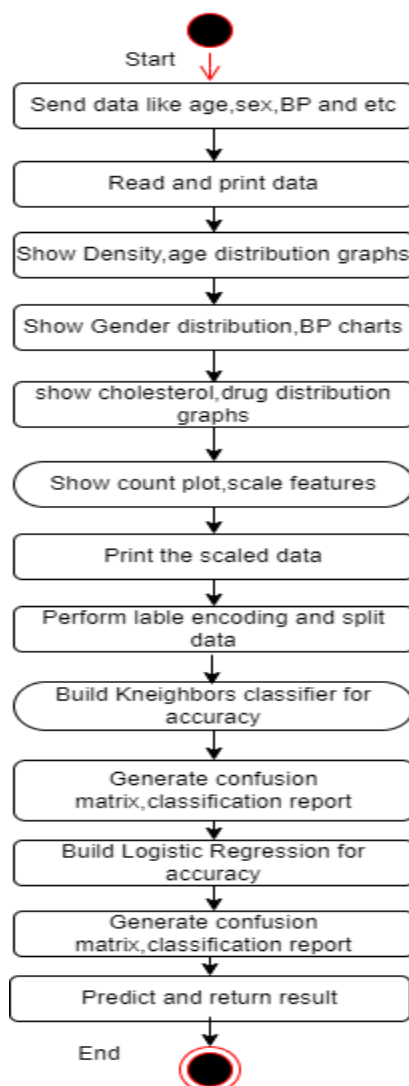 Start
Send data like age,sex,BP and etc
Read and print data
Show Density,age distribution graphs
Show Gender distribution,BP charts
show cholesterol,drug distribution
graphs
Show count plot,scale features
Print the scaled data
Perform lable encoding and split
data
Build Kneighbors classifier for
accuracy
Generate confusion
matrix,classification report
Build Logistic Regression for
accuracy
Generate confusion
matrix,classification report
Predict and return result
End